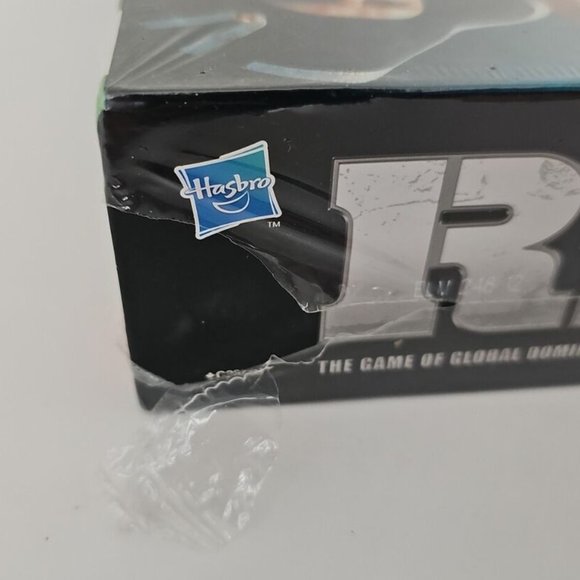 Hasbro
TM
R
THE GAME OF GLOBAL DOMI